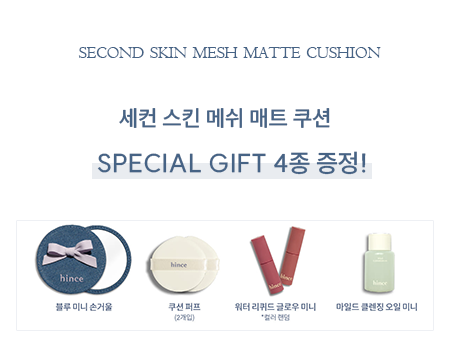 SECOND SKIN MESH MATTE CUSHION
세컨 스킨 메쉬 매트 쿠션
SPECIAL GIFT 4종 증정!
hince
hince
hince
hince
hince
블루 미니 손거울
쿠션 퍼프
(2개입)
워터 리퀴드 글로우 미니
*컬러 랜덤
마일드 클렌징 오일 미니